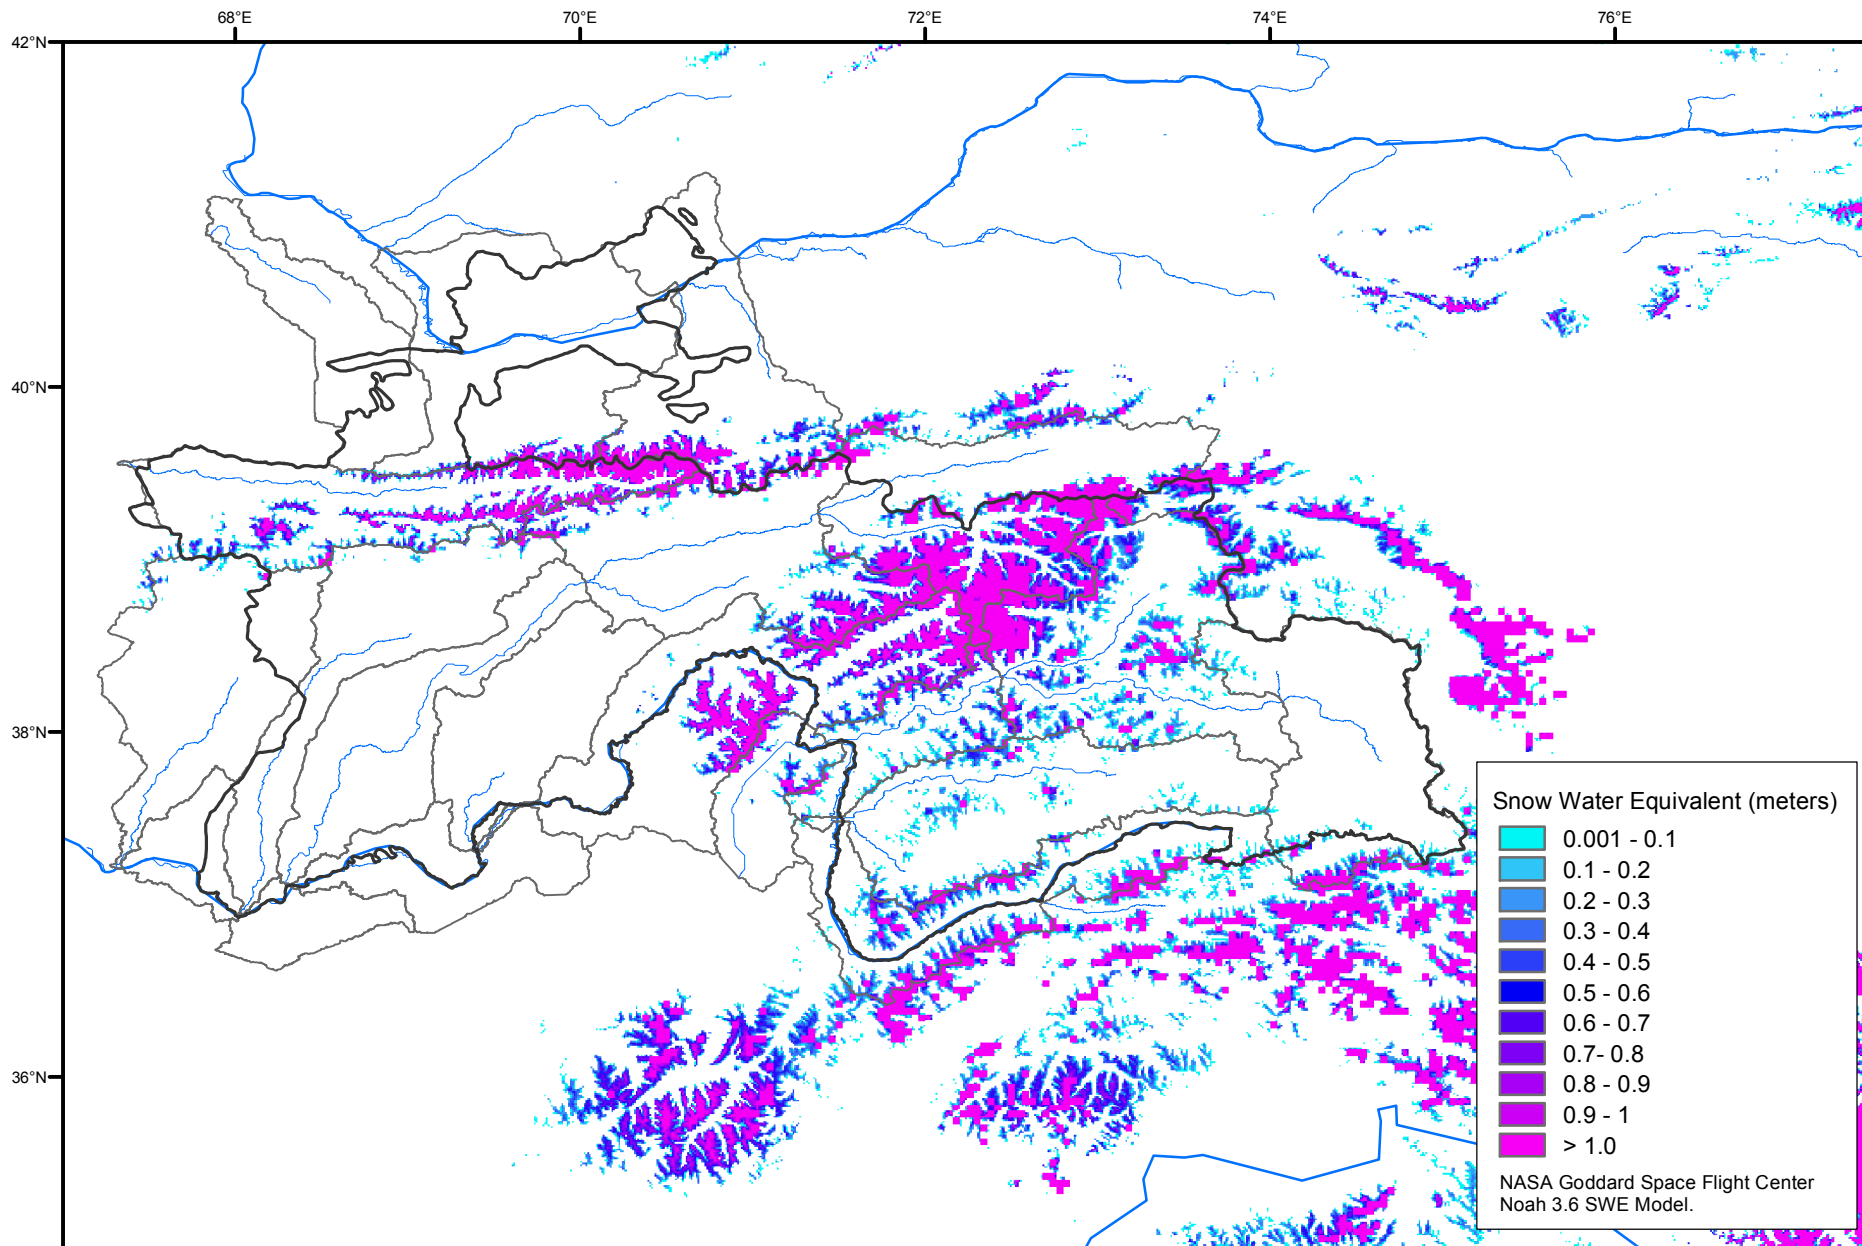 68°E
70°E
72°E
74°E
76°E
42°N
40°N
38°N
36°N
Snow Water Equivalent (meters)
0.001 - 0.1
0.1 - 0.2
0.2 - 0.3
0.3 - 0.4
0.4 - 0.5
0.5 - 0.6
0.6 - 0.7
0.7- 0.8
0.8 - 0.9
0.9 - 1
> 1.0
NASA Goddard Space Flight Center
Noah 3.6 SWE Model.